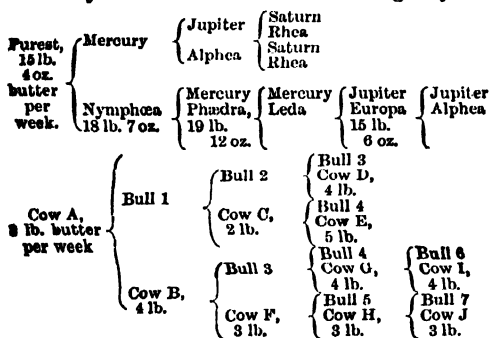 Purest, 15 lb. 4 oz. butter per week.
Mercury
Jupiter
Saturn
Rhea
Alphea
Saturn
Rhea
Nymphœa 18 lb. 7 oz.
Mercury
Phædra, 19 lb. 12 oz.
Mercury
Leda
Jupiter
Europa 15 lb. 6 oz.
Jupiter
Alphea
Cow A, 3 lb. butter per week
Bull 1
Bull 2
Bull 3
Cow D, 4 lb.
Cow C, 2 lb.
Bull 4
Cow E, 5 lb.
Cow B, 4 lb.
Bull 3
Bull 4
Cow G, 4 lb.
Bull 6
Cow I, 4 lb.
Cow F, 3 lb.
Bull 5
Cow H, 3 lb.
Bull 7
Cow J 3 lb.